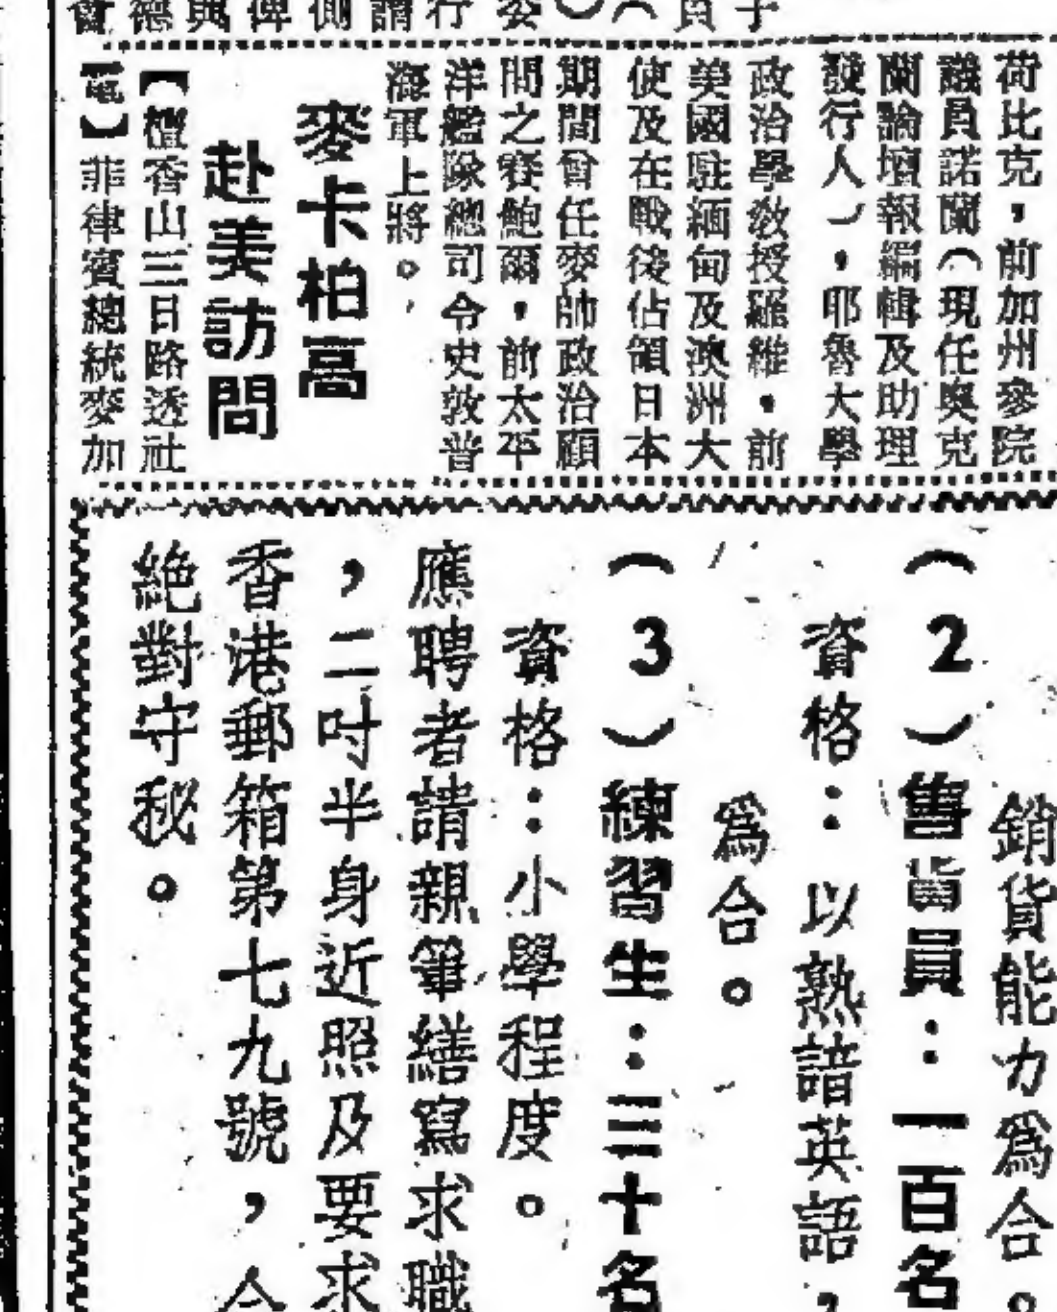 荷比克，前加州參院
議員諾蘭（現任奧克
蘭論壇報編輯及助理
發行人），耶魯大學
政治學教授羅維，前
美國駐緬甸及澳洲大
使及在戰後佔領日本
期間曾任麥帥政治顧
問之賽鮑爾，前太平
洋艦隊總司令史敦普
海軍上將。
麥卡柏高
赴美訪問
【檀香山三日路透社
電】菲律賓總統麥加
銷貨能力為合。
（2）售貨員：一百名
資格：以熟諳英語，
為合。
（3）練習生：三十名
資格：小學程度。
應聘者請親筆繕寫求職
，二吋半身近照及要求
香港郵箱第七九號，合
絕對守秘。